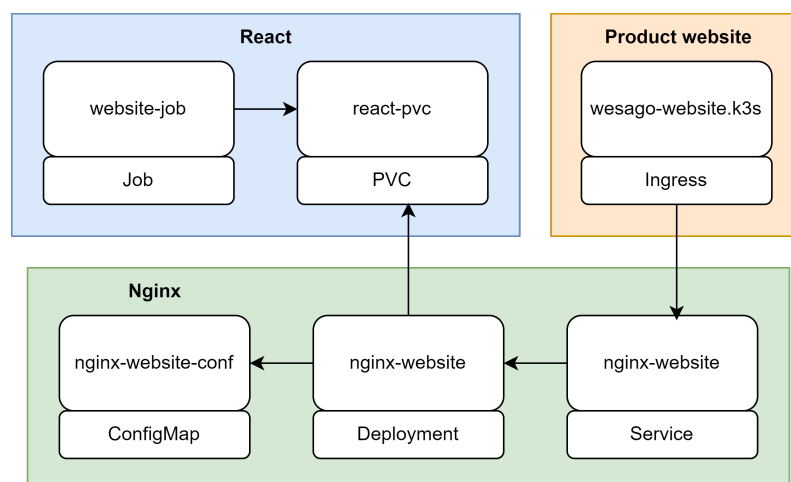 React
website-job
Job
react-pvc
PVC
Product website
wesago-website.k3s
Ingress
Nginx
nginx-website-conf
ConfigMap
nginx-website
Deployment
nginx-website
Service